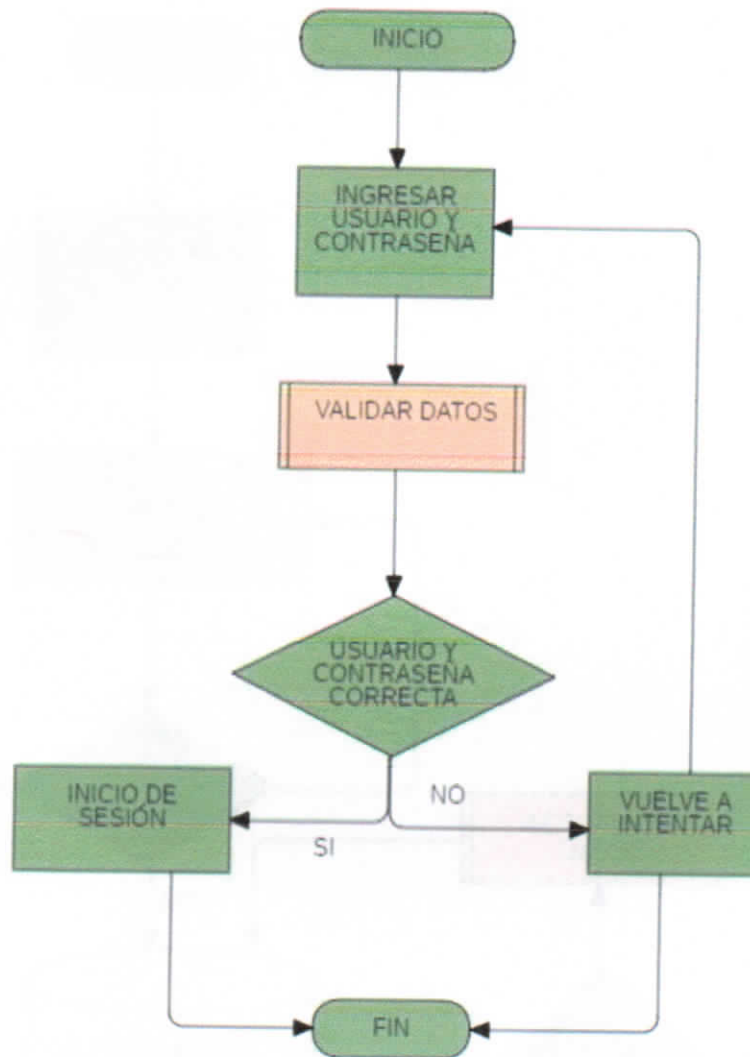 INICIO
INGRESAR
USUARIO Y
CONTRASEÑA
VALIDAR DATOS
USUARIO Y
CONTRASEÑA
CORRECTA
INICIO DE
SESIÓN
NO
SI
VUELVE A
INTENTAR
FIN